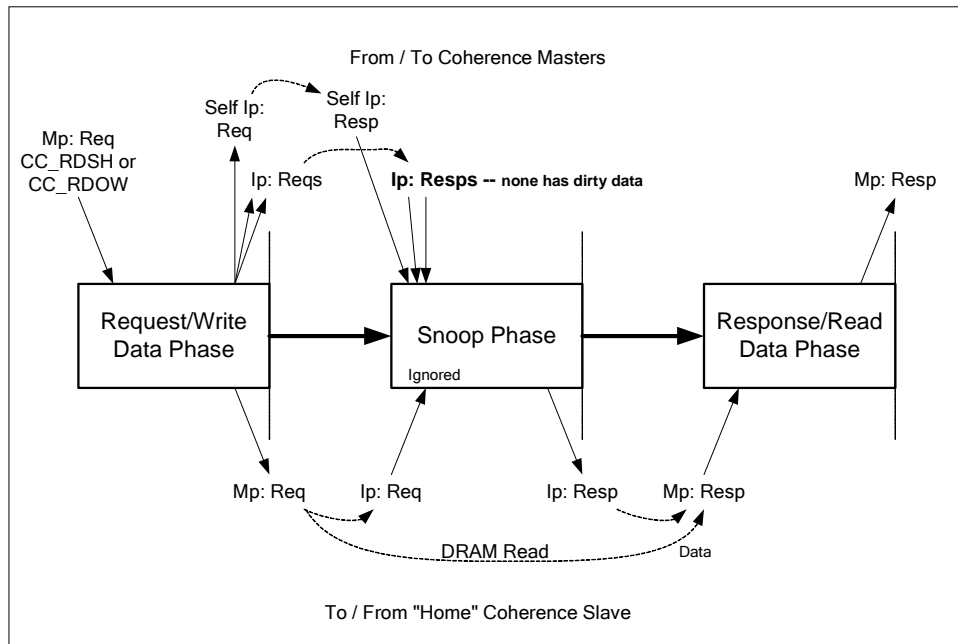 From / To Coherence Masters
Self Ip:
Req
Self Ip:
Resp
Mp: Req
CC_RDSH or
CC_RDOW
Ip: Reqs
Ip: Resps -- none has dirty data
Mp: Resp
Request/Write
Data Phase
Snoop Phase
Ignored
Response/Read
Data Phase
Mp: Req
Ip: Req
Ip: Resp
Mp: Resp
DRAM Read
Data
To / From "Home" Coherence Slave